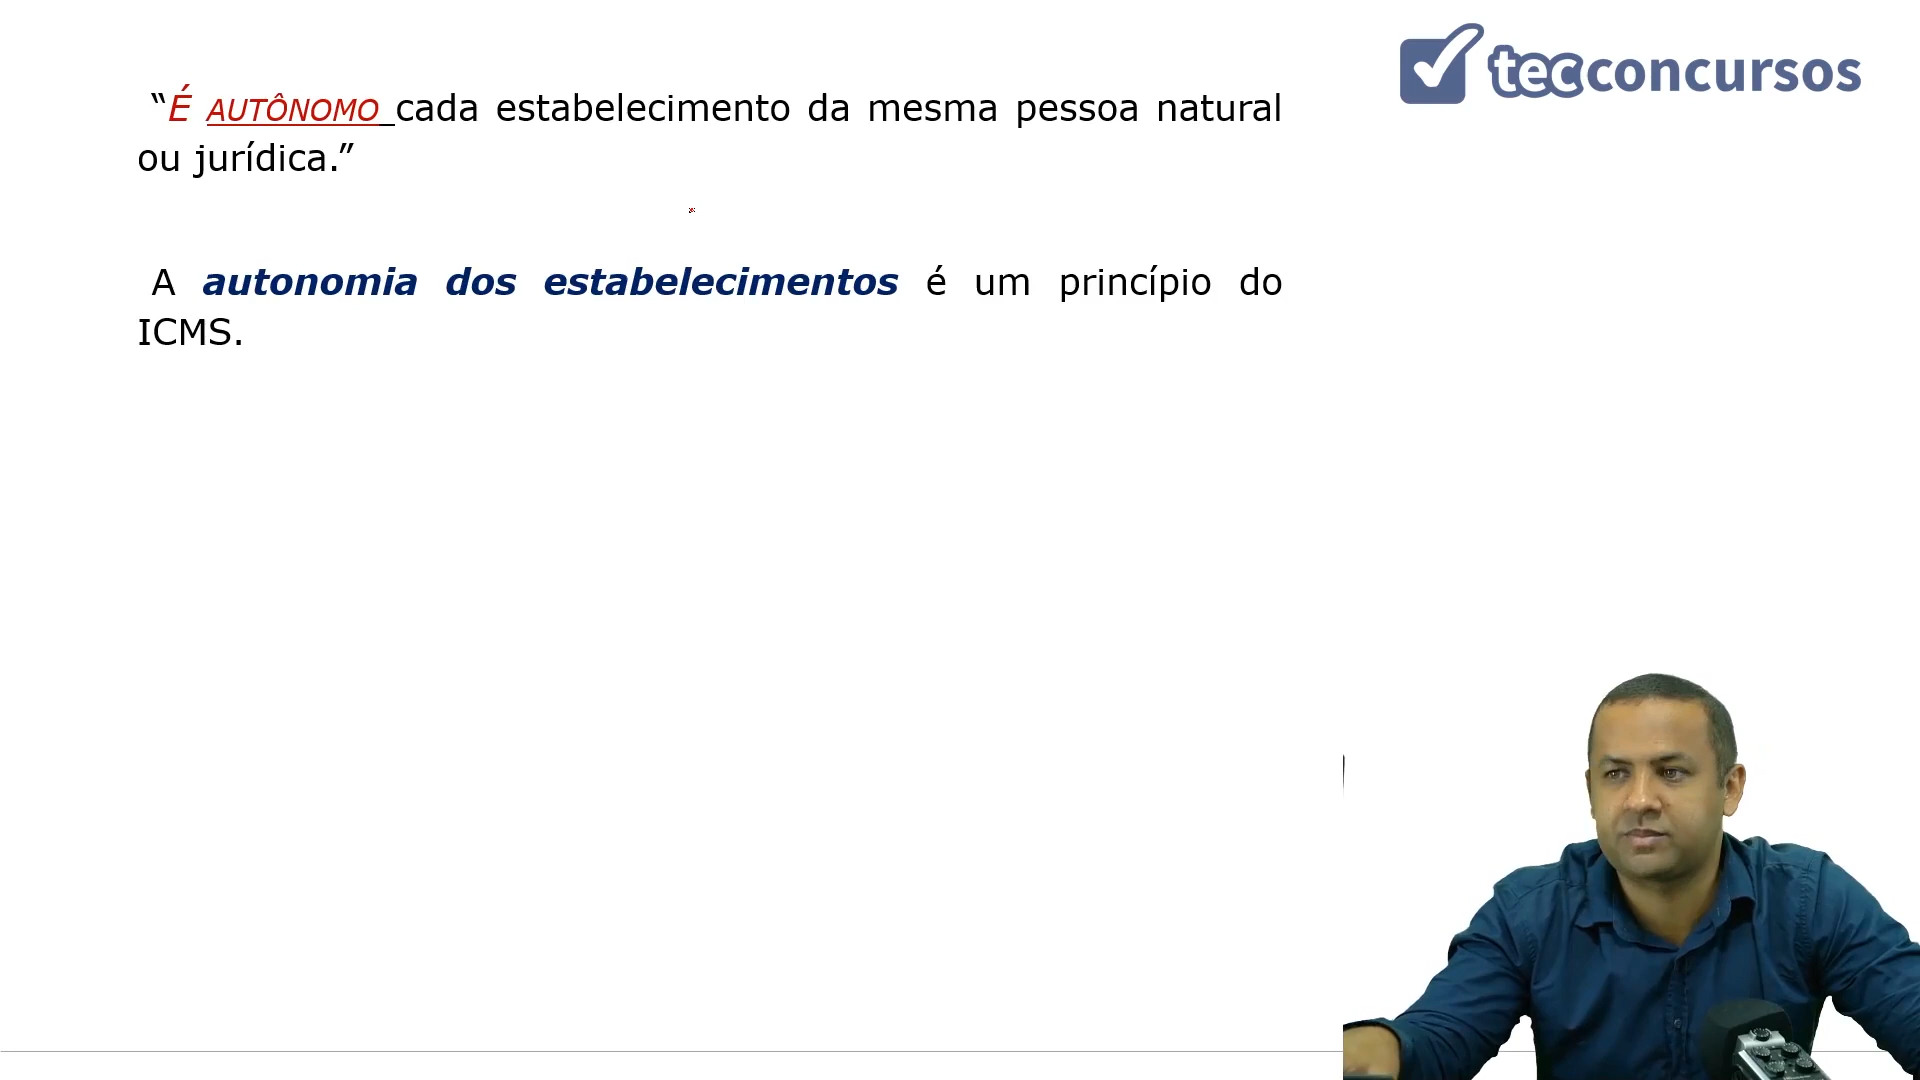 tecconcursos
“É AUTÔNOMO cada estabelecimento da mesma pessoa natural
ou jurídica.”
A autonomia dos estabelecimentos é um princípio do
ICMS.